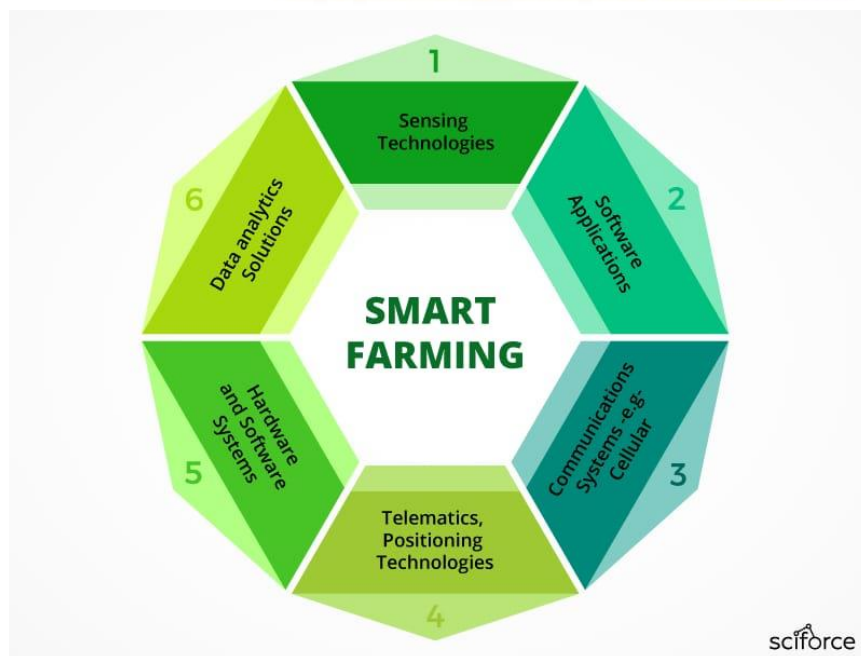 1
Sensing
Technologies
2
Software
Applications
3
Communications
Systems -e.g-
Cellular
4
Telematics,
Positioning
Technologies
5
Hardware
and Software
Systems
6
Data analytics
Solutions
SMART
FARMING
sciforce